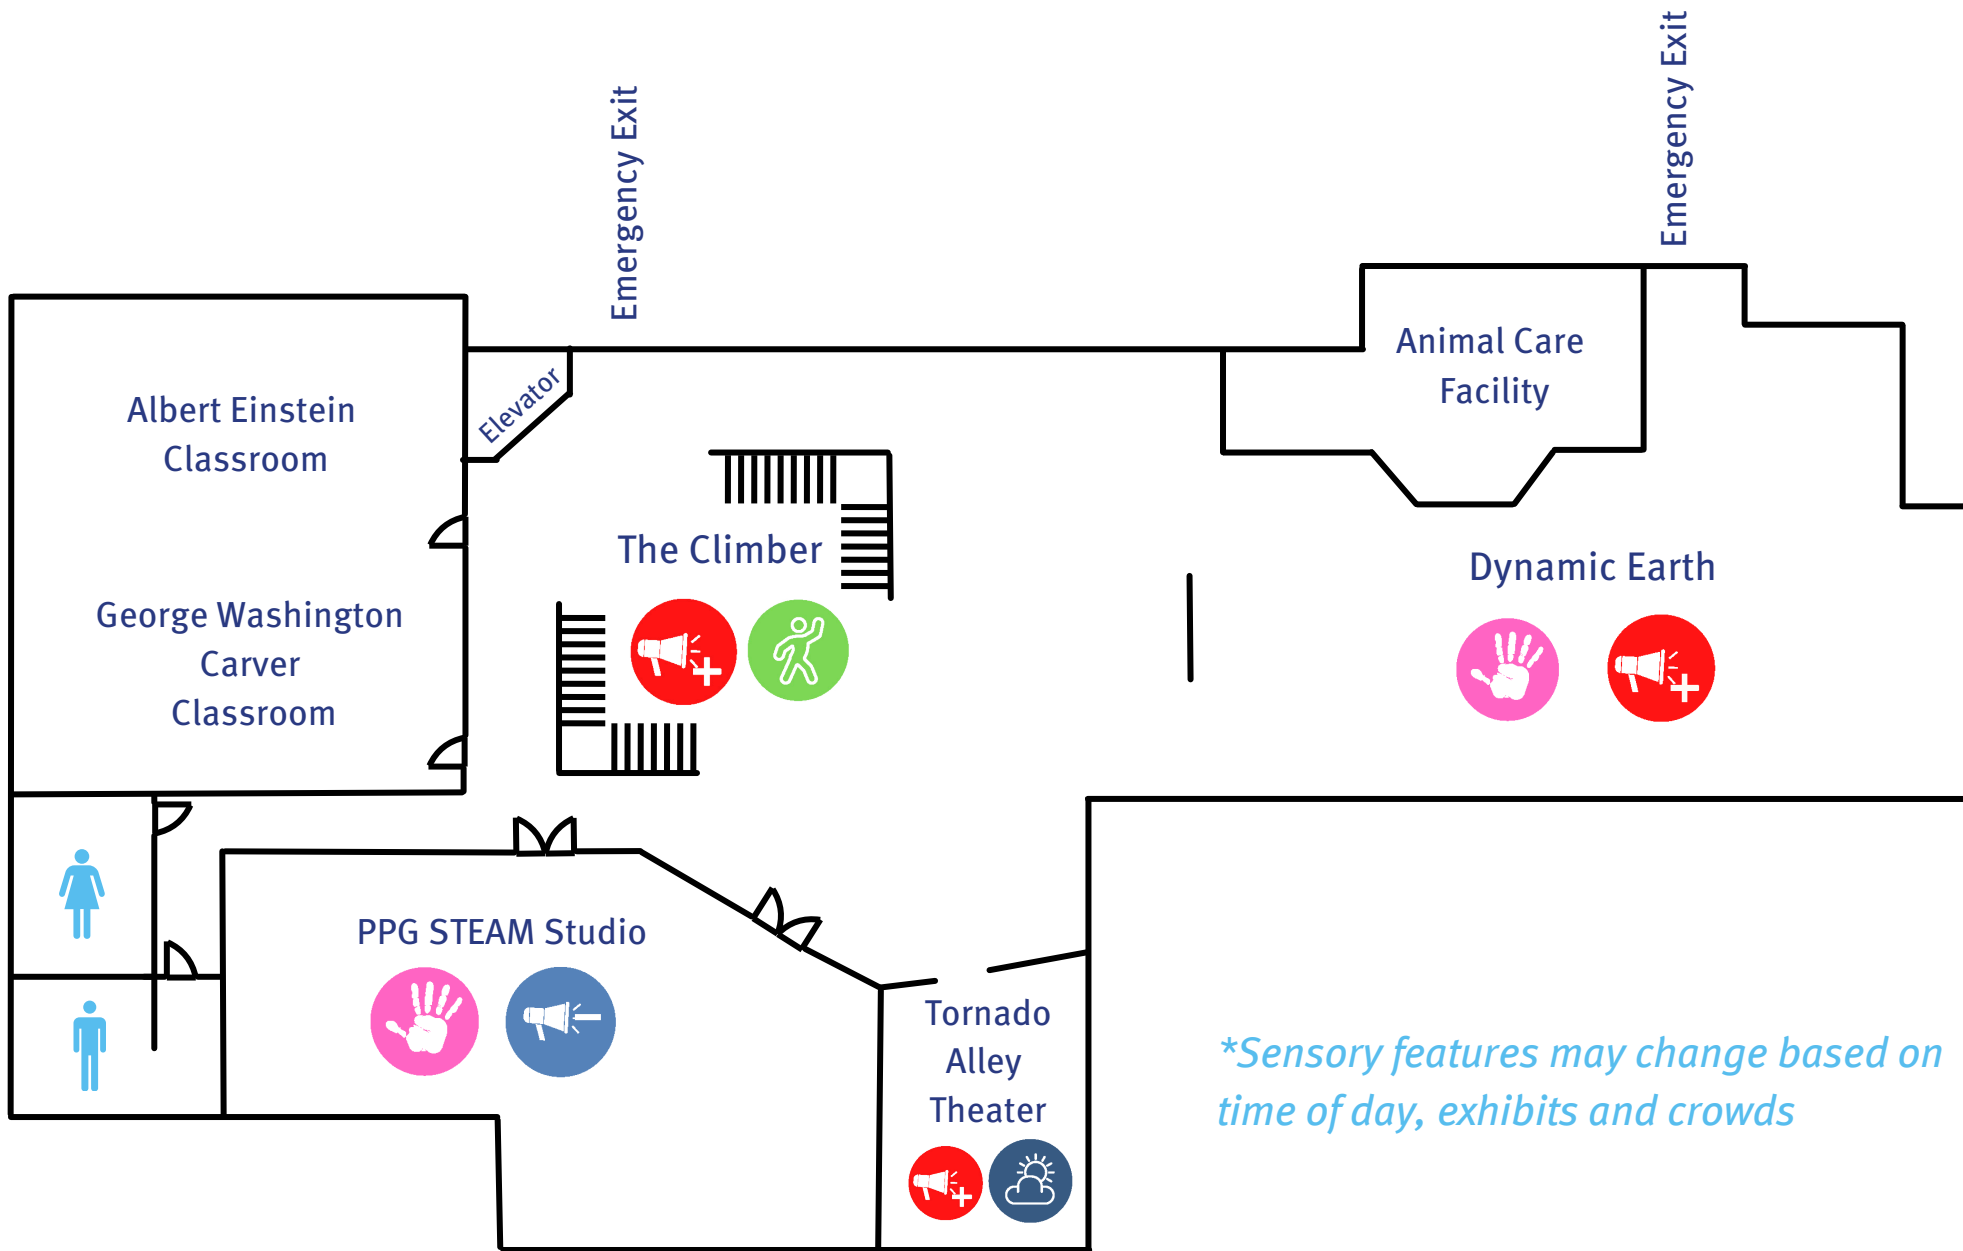 Emergency Exit
Emergency Exit
Albert Einstein
Classroom
Elevator
Animal Care
Facility
The Climber
Dynamic Earth
George Washington
Carver
Classroom
PPG STEAM Studio
Tornado
Alley
Theater
*Sensory features may change based on
time of day, exhibits and crowds